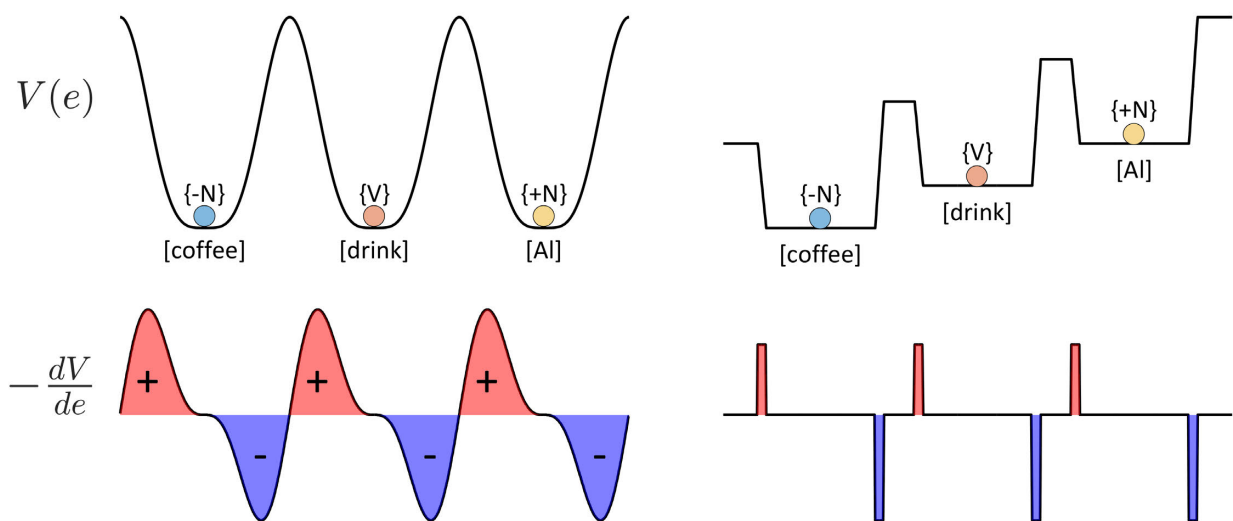 V(e)
{-N} {V} {+N}
[coffee] [drink] [Al]
{+N}
[Al]
{V}
[drink]
{-N}
[coffee]
- dV/de
+ - + - + -